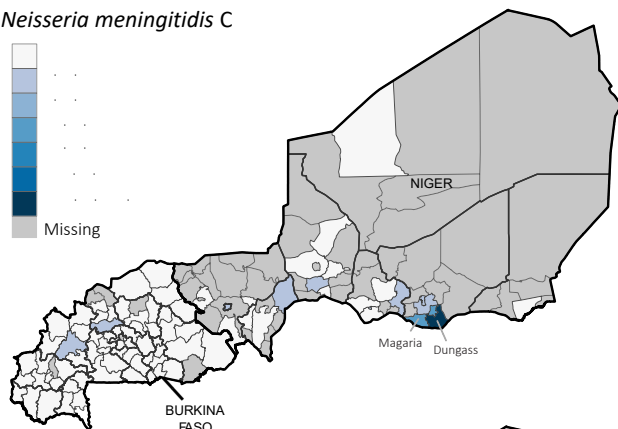 Neisseria meningitidis C
Missing
NIGER
Magaria
Dungass
BURKINA
FASO